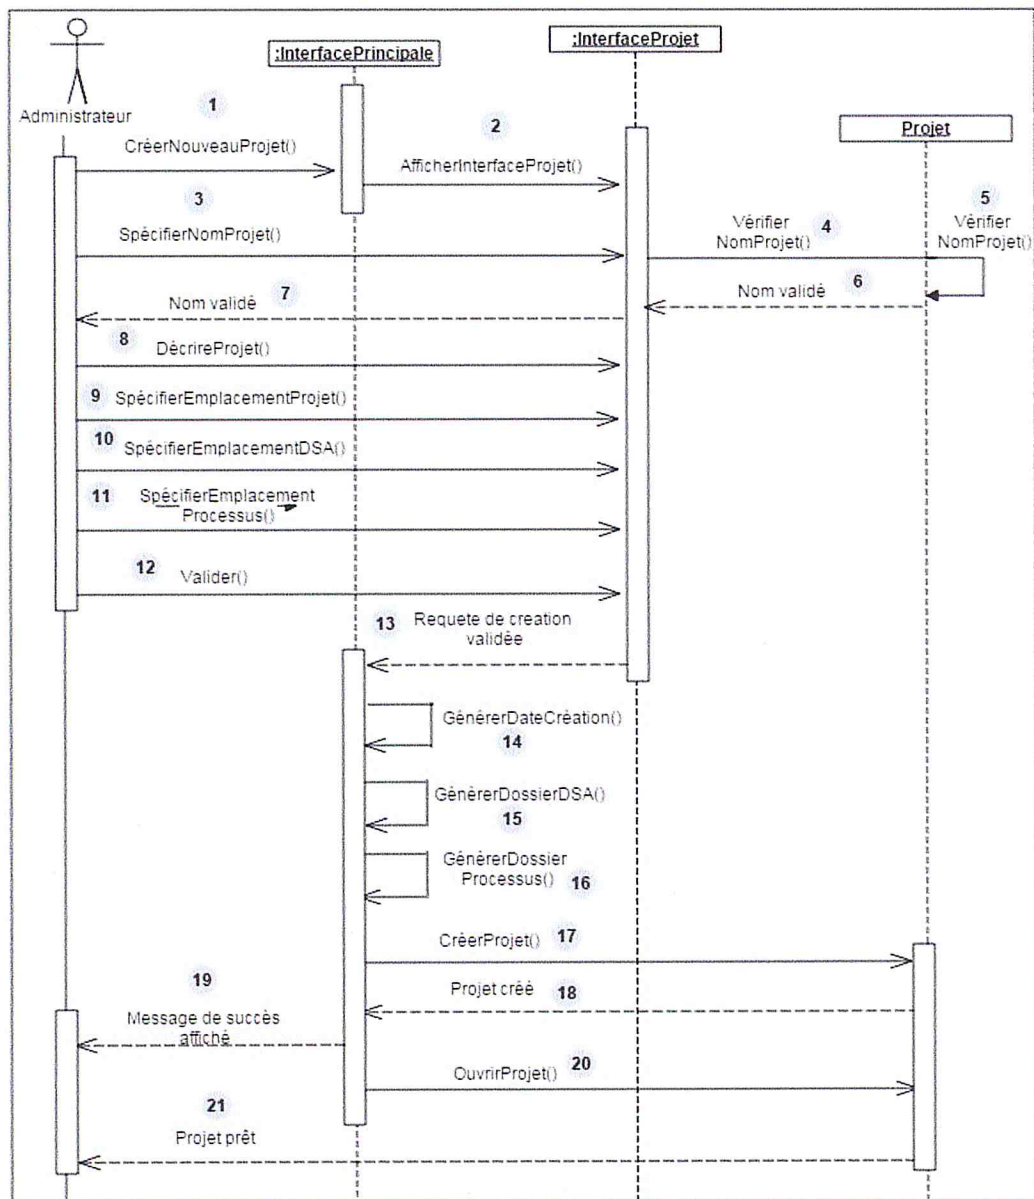 :InterfacePrincipale
:InterfaceProjet
Projet
Administrateur
1
CréerNouveauProjet()
2
AfficherInterfaceProjet()
3
SpécifierNomProjet()
Vérifier
NomProjet()
4
5
Vérifier
NomProjet()
Nom validé
6
Nom validé
7
8
DécrireProjet()
9
SpécifierEmplacementProjet()
10
SpécifierEmplacementDSA()
11
SpécifierEmplacement
Processus()
12
Valider()
13
Requete de creation
validée
GénérerDateCréation()
14
GénérerDossierDSA()
15
GénérerDossier
Processus()
16
CréerProjet()
17
Projet créé
18
19
Message de succès
affiché
OuvrirProjet()
20
21
Projet prêt